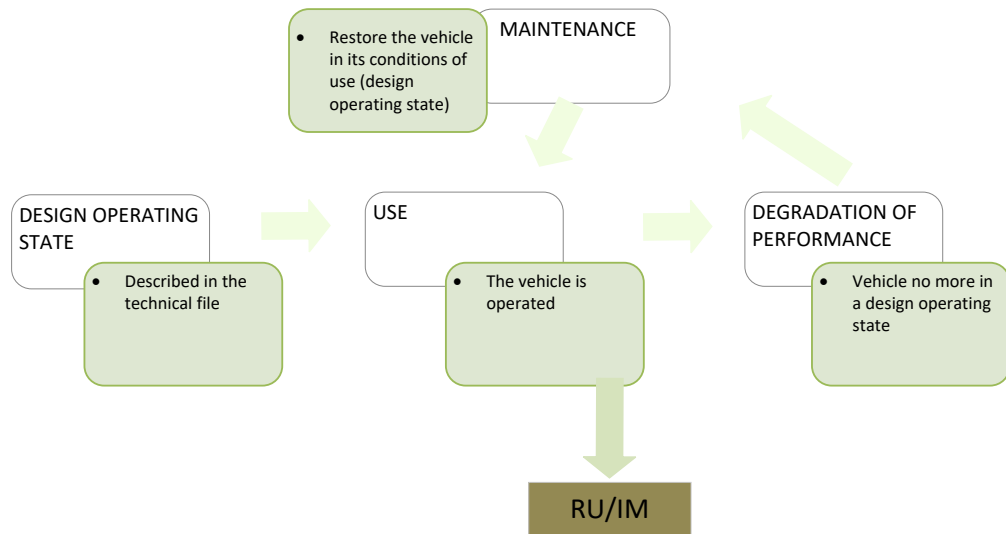 • Restore the vehicle
in its conditions of
use (design
operating state)
MAINTENANCE
DESIGN OPERATING
STATE
• Described in the
technical file
USE
• The vehicle is
operated
DEGRADATION OF
PERFORMANCE
• Vehicle no more in
a design operating
state
RU/IM